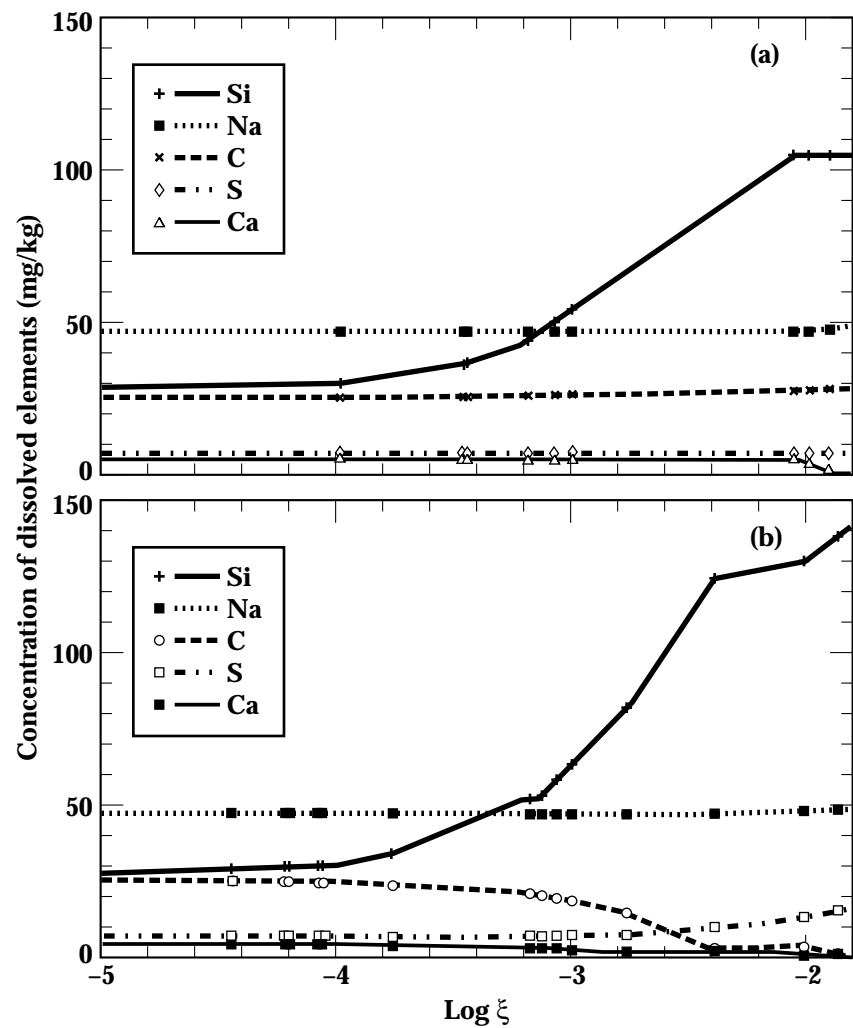 150
(a)
Si
Na
C
S
Ca
100
50
0
Concentration of dissolved elements (mg/kg)
150
(b)
Si
Na
C
S
Ca
100
50
0
−5 −4 −3 −2
Log ξ